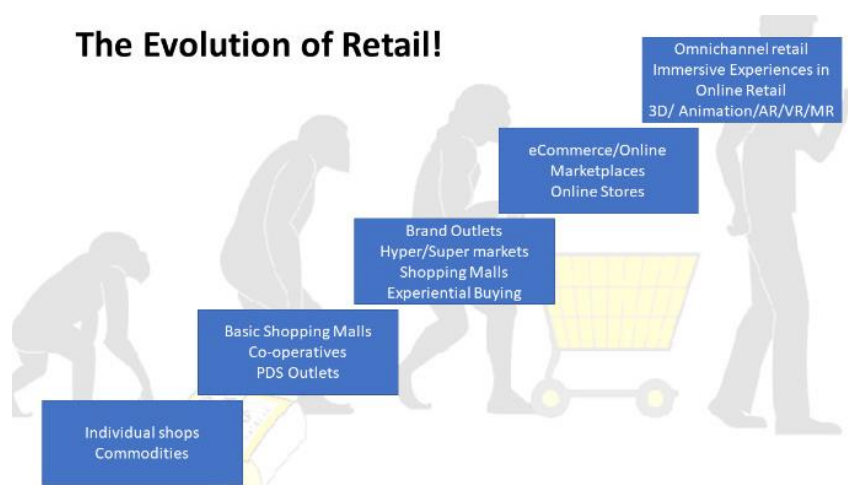 The Evolution of Retail!
Omnichannel retail
Immersive Experiences in
Online Retail
3D/ Animation/AR/VR/MR
eCommerce/Online
Marketplaces
Online Stores
Brand Outlets
Hyper/Super markets
Shopping Malls
Experiential Buying
Basic Shopping Malls
Co-operatives
PDS Outlets
Individual shops
Commodities